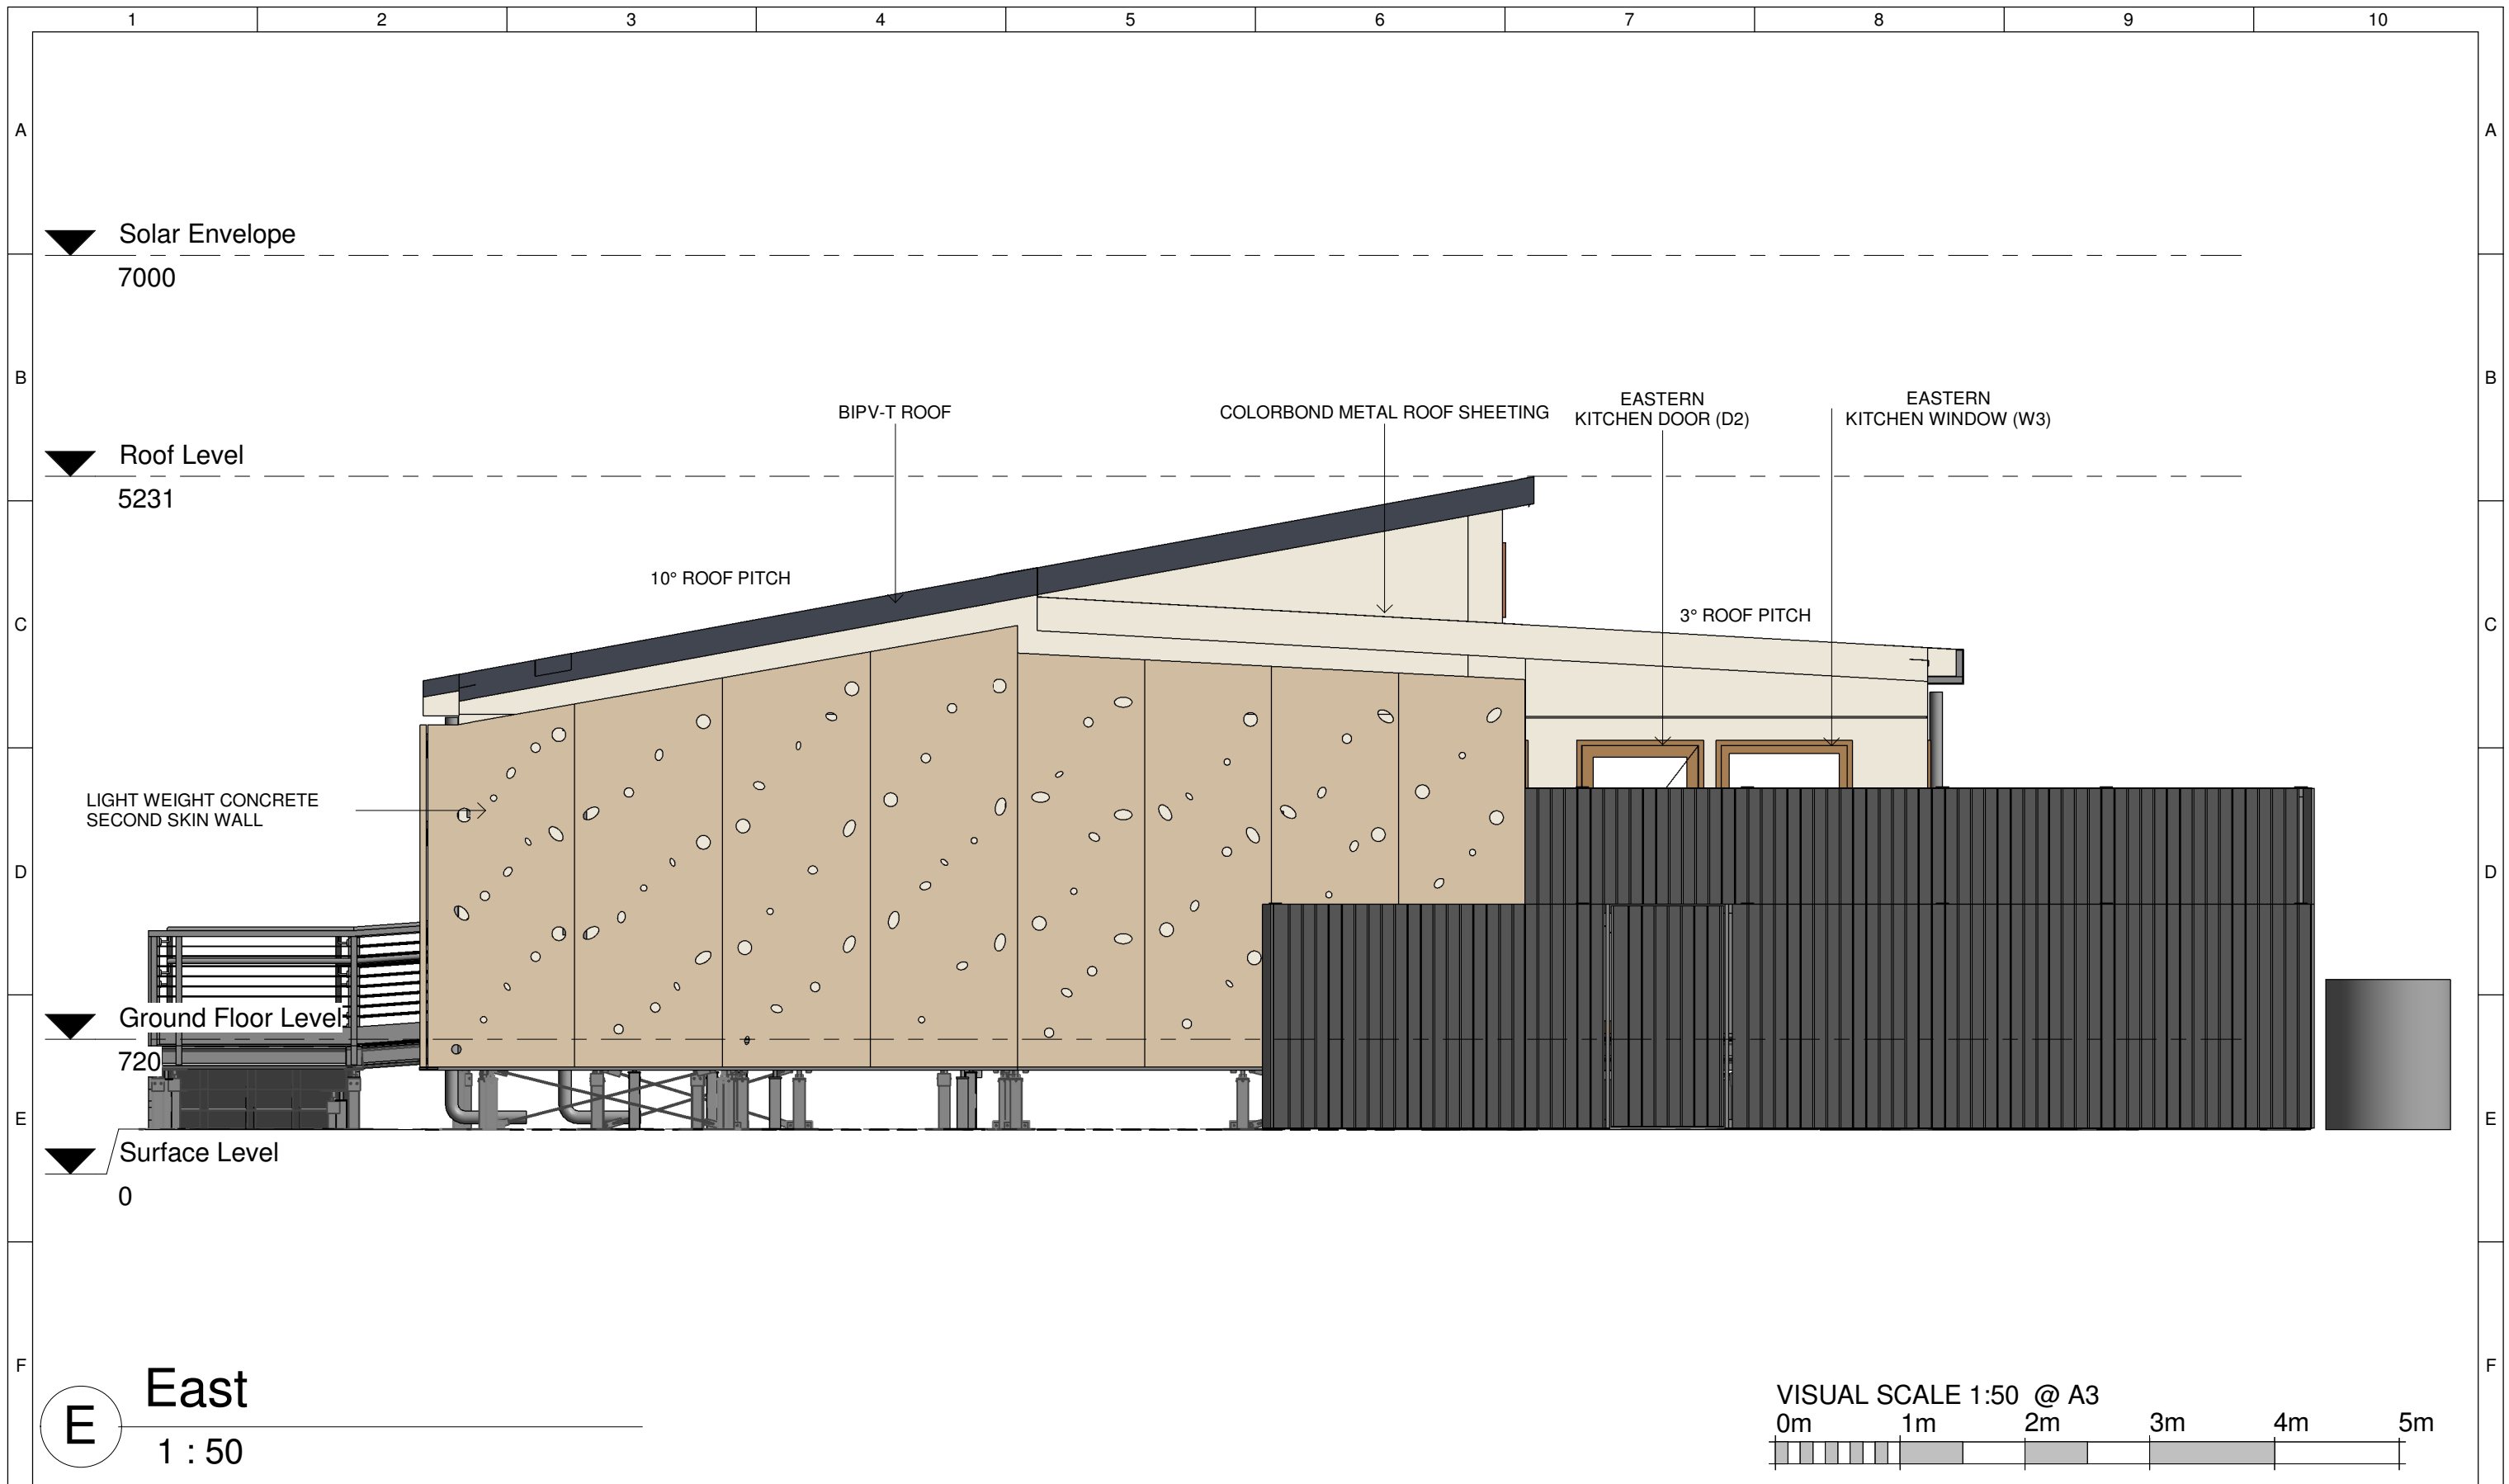 1 2 3 4 5 6 7 8 9 10
A A
Solar Envelope
7000
B B
BIPV-T ROOF
COLORBOND METAL ROOF SHEETING
EASTERN
KITCHEN DOOR (D2)
EASTERN
KITCHEN WINDOW (W3)
Roof Level
5231
10° ROOF PITCH
3° ROOF PITCH
C C
LIGHT WEIGHT CONCRETE
SECOND SKIN WALL
D D
Ground Floor Level
720
E E
Surface Level
0
F F
E
East
1 : 50
VISUAL SCALE 1:50 @ A3
0m 1m 2m 3m 4m 5m